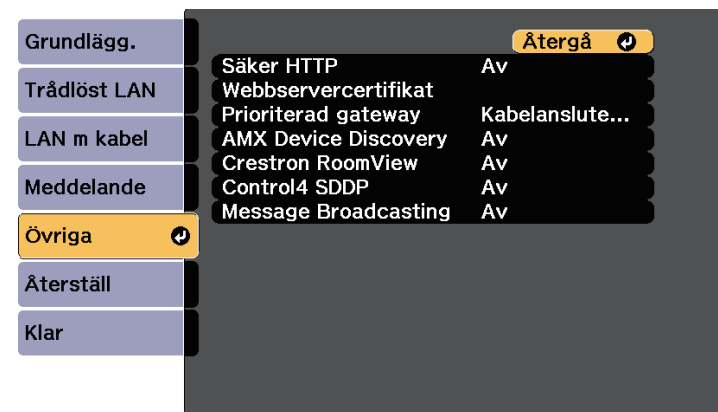 Grundlägg.
Trådlöst LAN
LAN m kabel
Meddelande
Övriga
Återställ
Klar
Återgå
Säker HTTP Av
Webbservercertifikat
Prioriterad gateway Kabelanslute...
AMX Device Discovery Av
Crestron RoomView Av
Control4 SDDP Av
Message Broadcasting Av